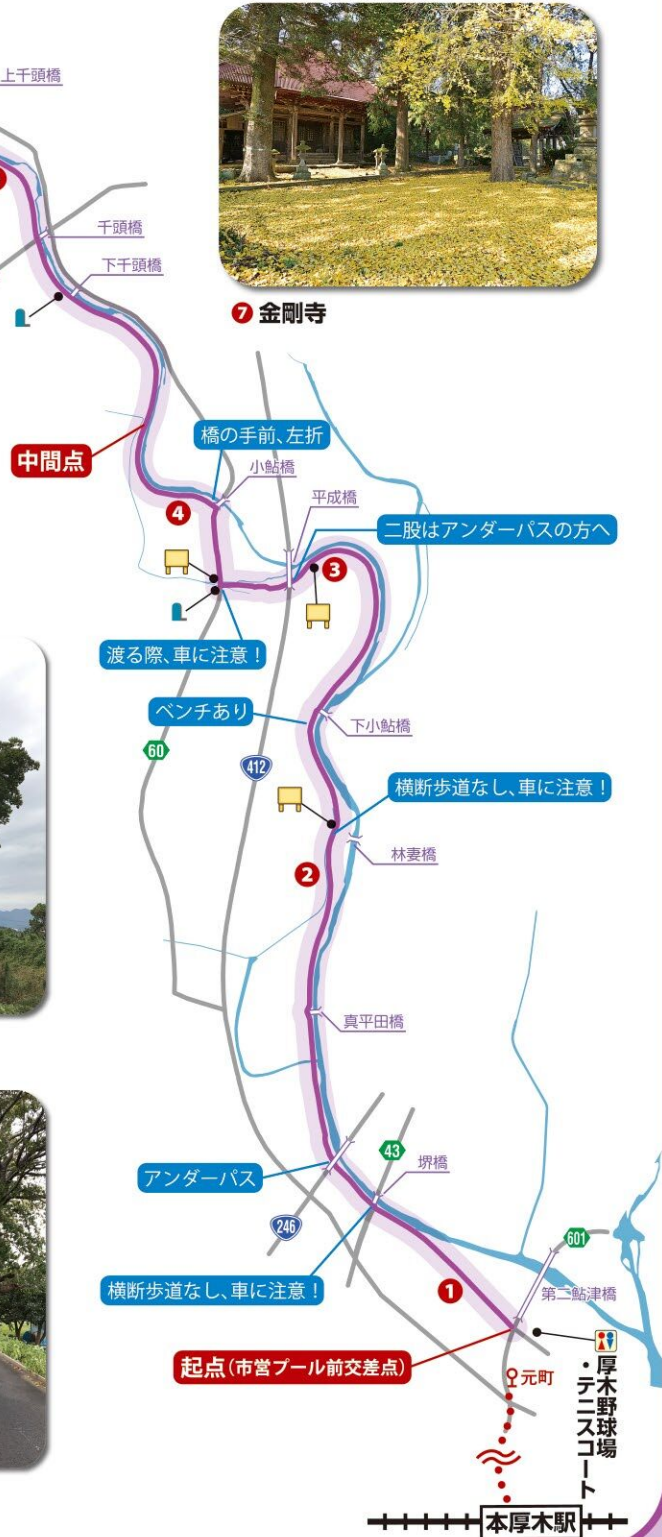 上千頭橋
千頭橋
下千頭橋
❼ 金剛寺
中間点
橋の手前、左折
小鮎橋
平成橋
❹
二股はアンダーパスの方へ
❸
渡る際、車に注意！
ベンチあり
下小鮎橋
60
412
横断歩道なし、車に注意！
林妻橋
❷
真平田橋
43
堺橋
アンダーパス
246
601
横断歩道なし、車に注意！
❶
第二鮎津橋
起点(市営プール前交差点)
元町
厚木野球場
・テニスコート
本厚木駅